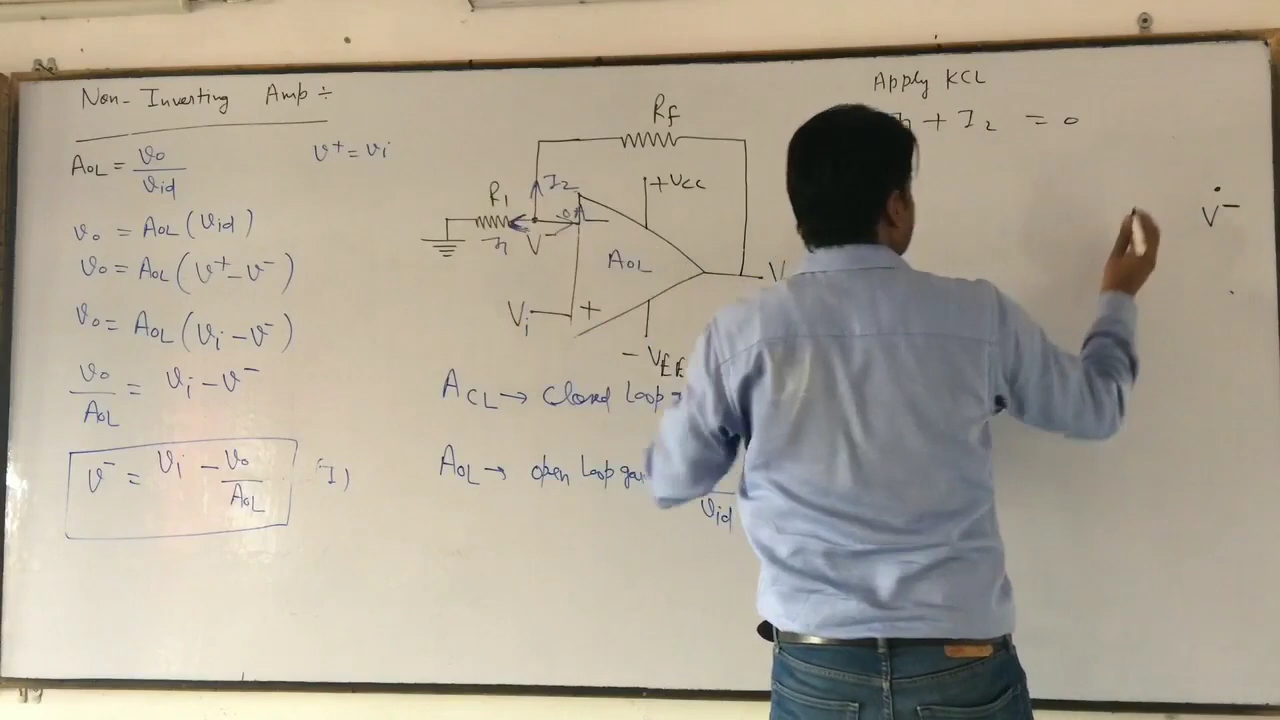 Non-Inverting Amp ÷
AOL = vo/vid
v+ = vi
vo = AOL (vid)
vo = AOL (v+ – v–)
vo = AOL (vi – v–)
vo/AOL = vi – v–
v– = vi – vo/AOL
I)
Rf
I2
+VCC
R1
I1
0A
V–
AOL
Vi
+
–VEE
ACL → Closed Loop
AOL → open loop
vid
Apply KCL
+ I2 = 0
V–